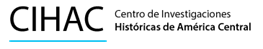 CIHAC
Centro de Investigaciones
Históricas de América Central